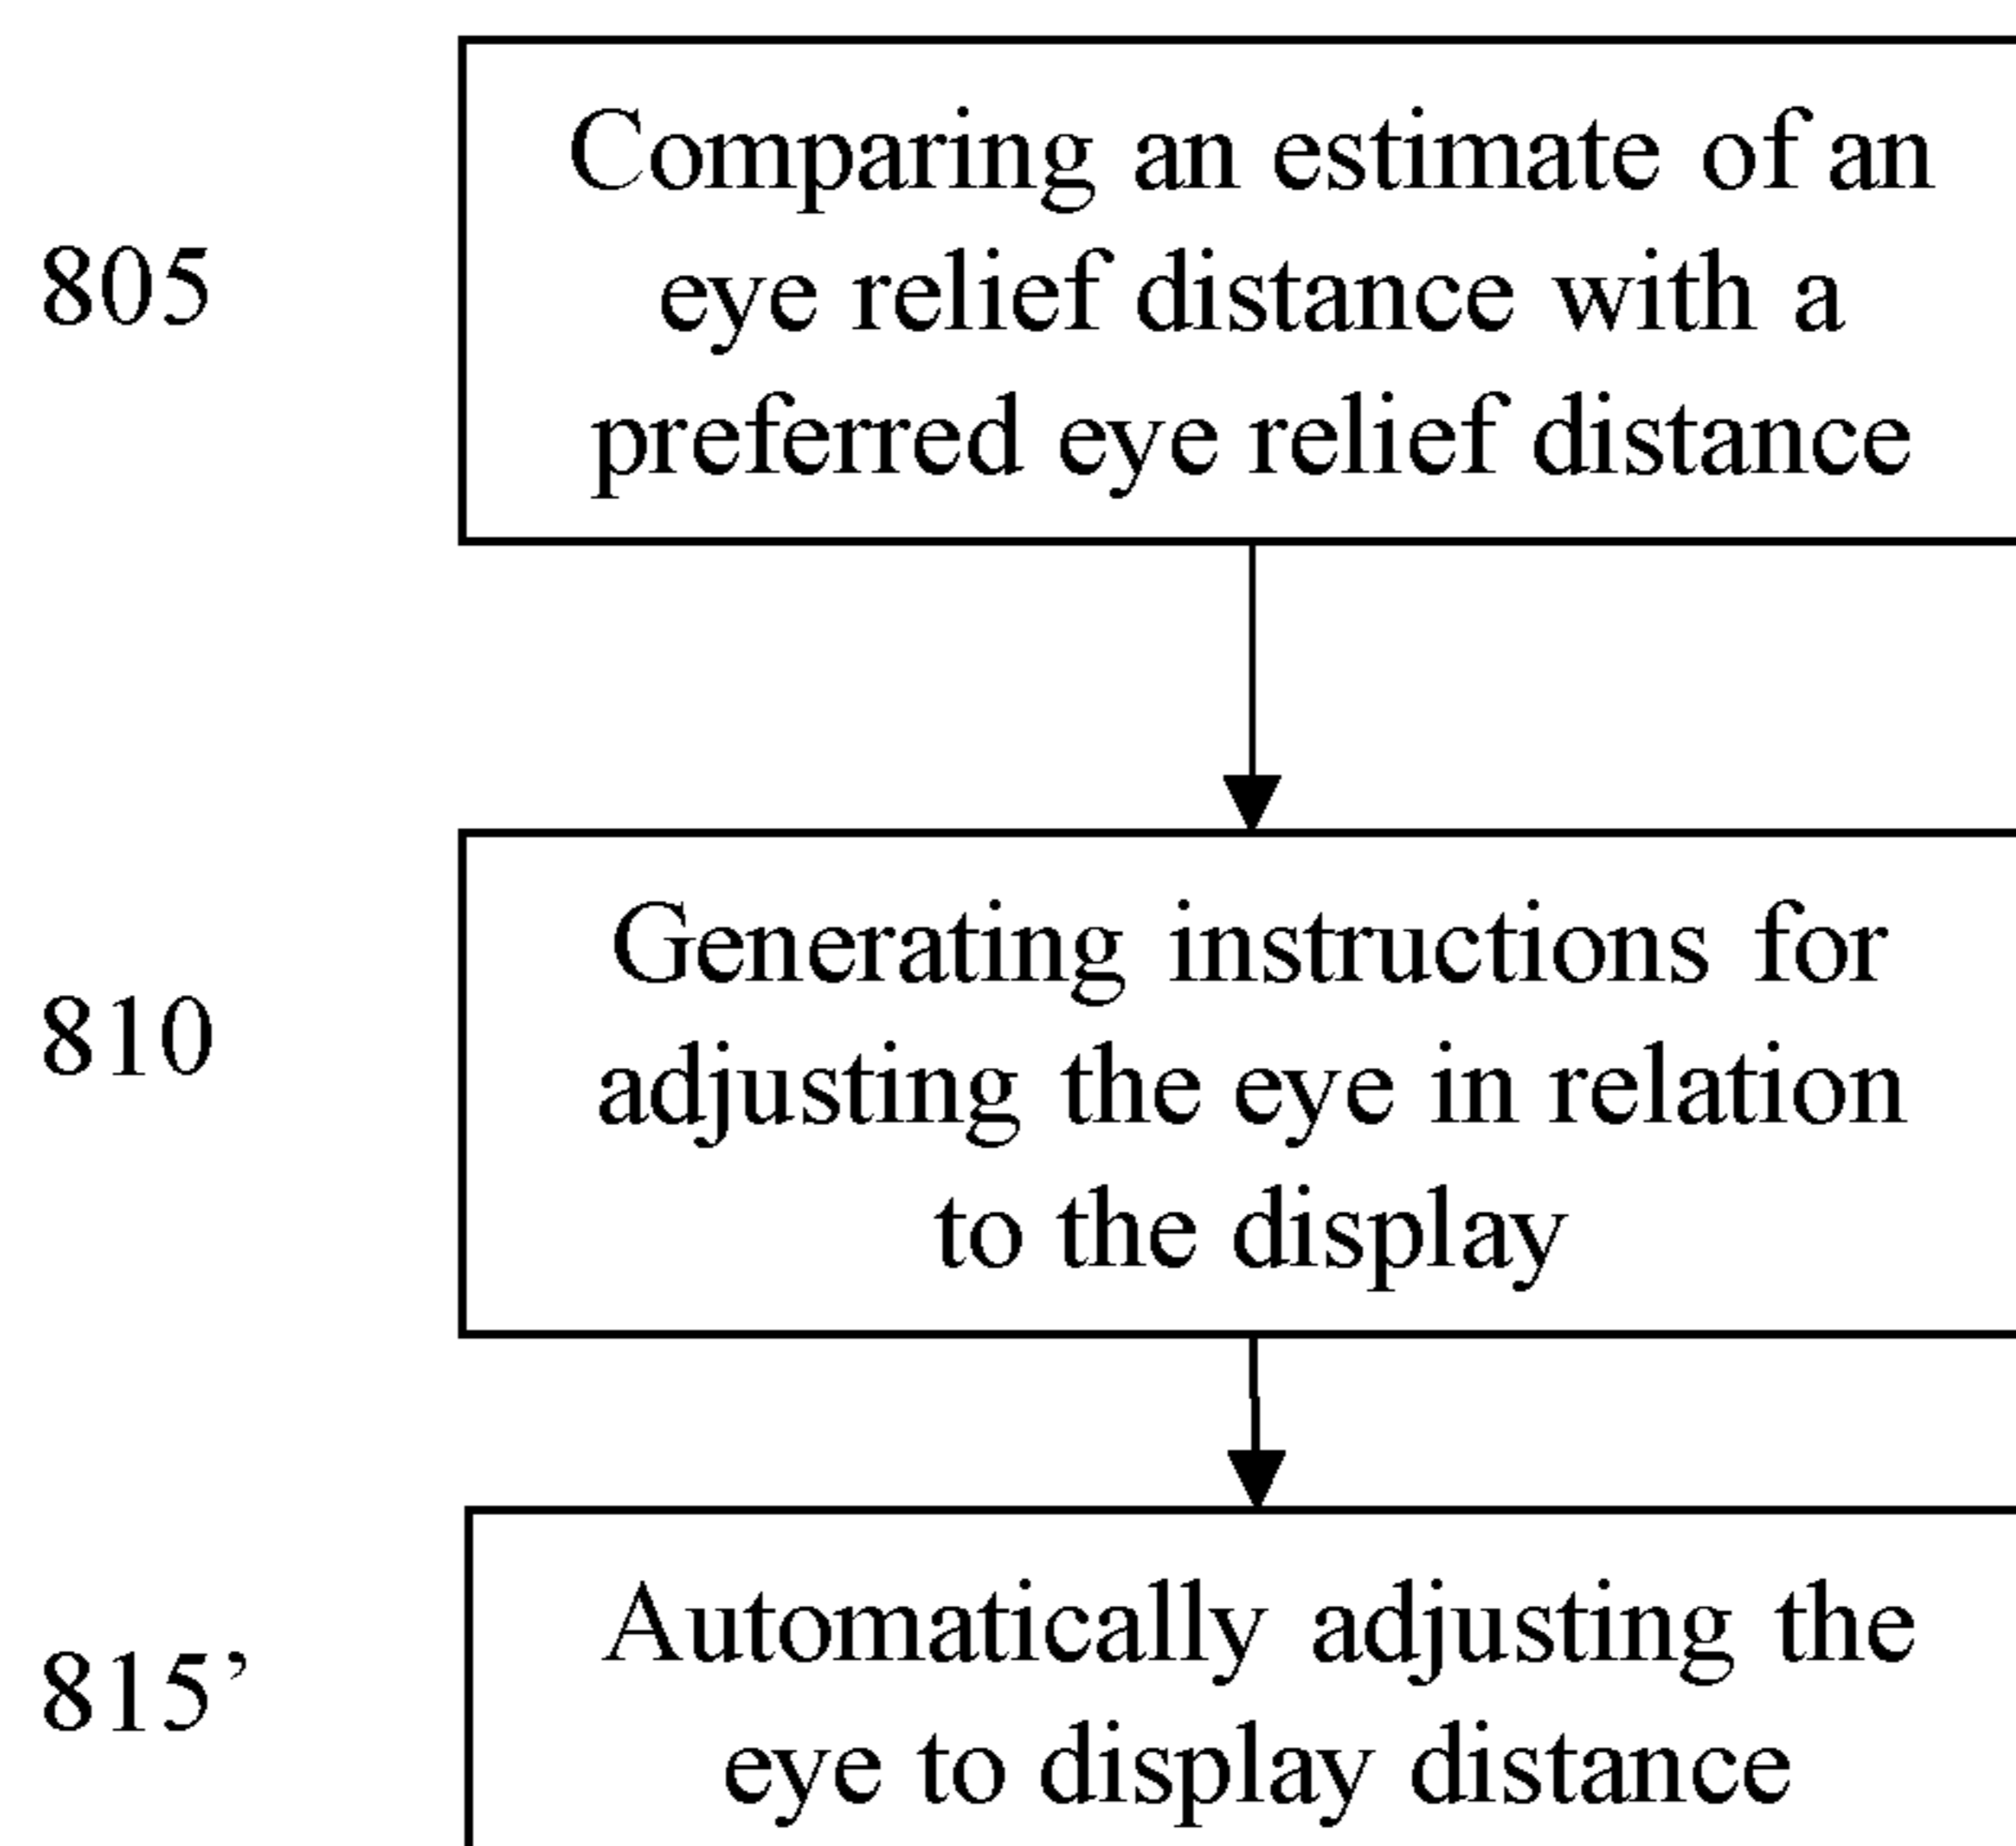 805
Comparing an estimate of an
eye relief distance with a
preferred eye relief distance
810
Generating instructions for
adjusting the eye in relation
to the display
815’
Automatically adjusting the
eye to display distance